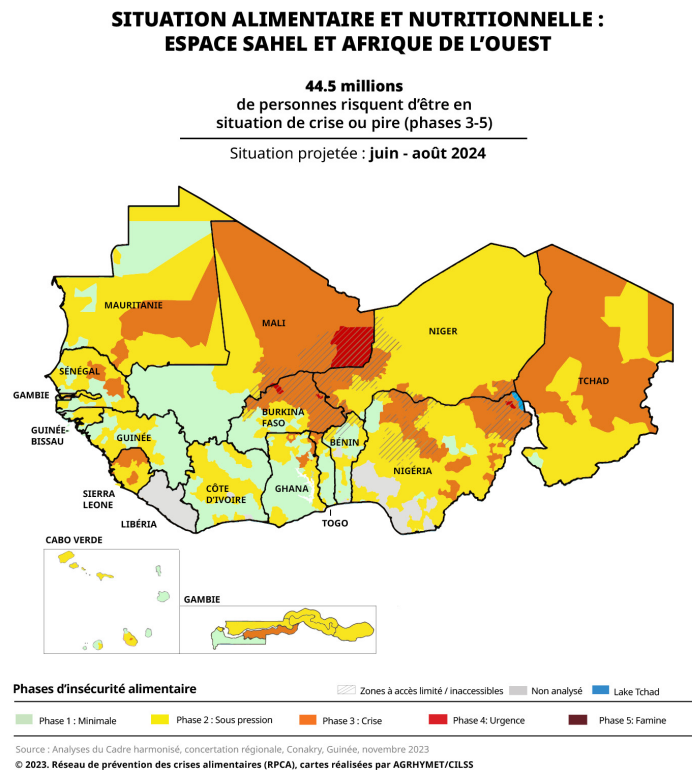 SITUATION ALIMENTAIRE ET NUTRITIONNELLE :
ESPACE SAHEL ET AFRIQUE DE L'OUEST
44.5 millions
de personnes risquent d'être en
situation de crise ou pire (phases 3-5)
Situation projetée : juin - août 2024
MAURITANIE
MALI
NIGER
TCHAD
SÉNÉGAL
GAMBIE
BURKINA
FASO
GUINÉE-
BISSAU
GUINÉE
BÉNIN
NIGÉRIA
CÔTE
D'IVOIRE
GHANA
SIERRA
LEONE
LIBÉRIA
TOGO
CABO VERDE
GAMBIE
Phases d'insécurité alimentaire
Zones à accès limité / inaccessibles
Non analysé
Lake Tchad
Phase 1 : Minimale
Phase 2 : Sous pression
Phase 3 : Crise
Phase 4: Urgence
Phase 5: Famine
Source : Analyses du Cadre harmonisé, concertation régionale, Conakry, Guinée, novembre 2023
© 2023. Réseau de prévention des crises alimentaires (RPCA), cartes réalisées par AGRHYMET/CILSS